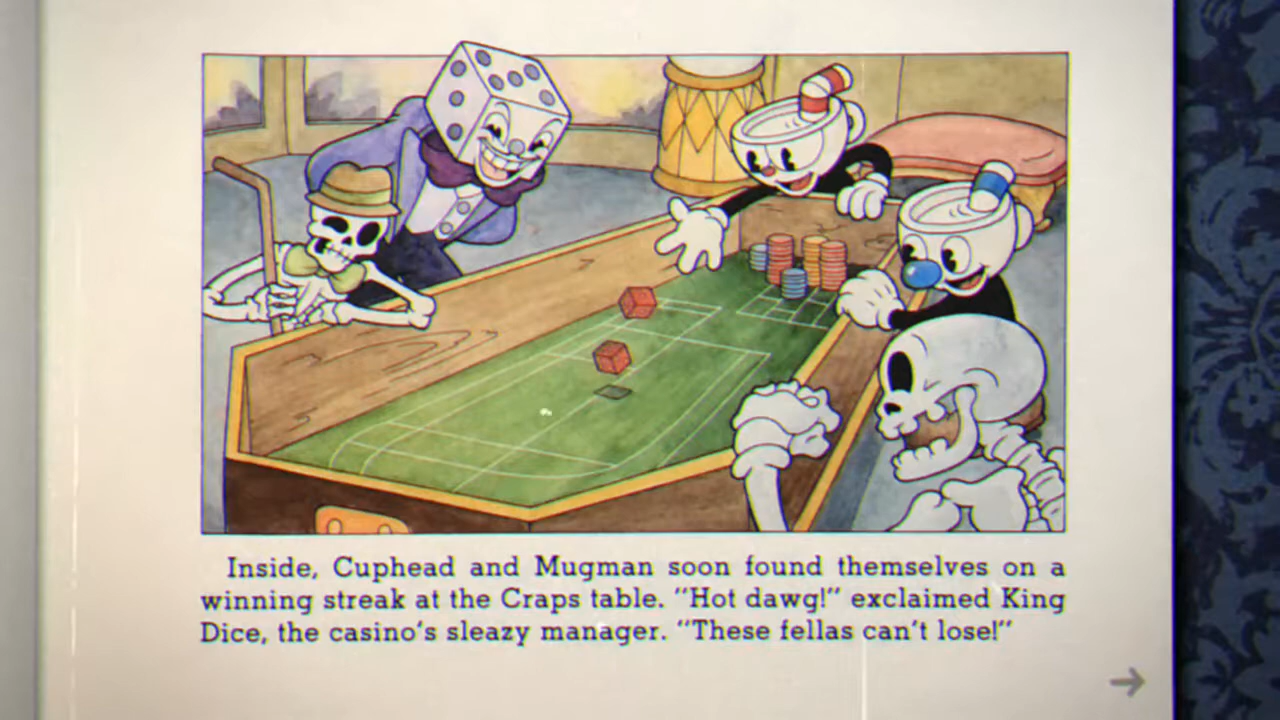 Inside, Cuphead and Mugman soon found themselves on a
winning streak at the Craps table. “Hot dawg!” exclaimed King
Dice, the casino’s sleazy manager. “These fellas can’t lose!”